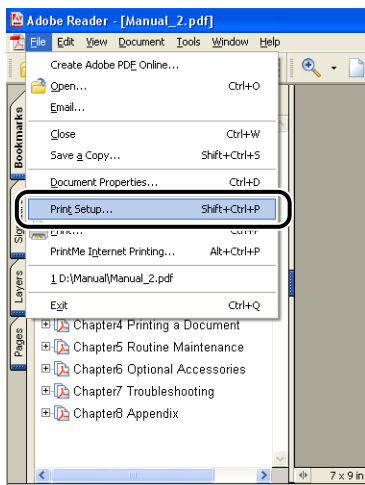 Adobe Reader - [Manual_2.pdf]
File Edit View Document Tools Window Help
Create Adobe PDF Online...
Open... Ctrl+O
Email...
Close Ctrl+W
Save a Copy... Shift+Ctrl+S
Document Properties... Ctrl+D
Print Setup... Shift+Ctrl+P
Print... Ctrl+P
PrintMe Internet Printing... Alt+Ctrl+P
1 D:\Manual\Manual_2.pdf
Exit Ctrl+Q
Bookmarks
Layers
Pages
Chapter4 Printing a Document
Chapter5 Routine Maintenance
Chapter6 Optional Accessories
Chapter7 Troubleshooting
Chapter8 Appendix
7 x 9 in